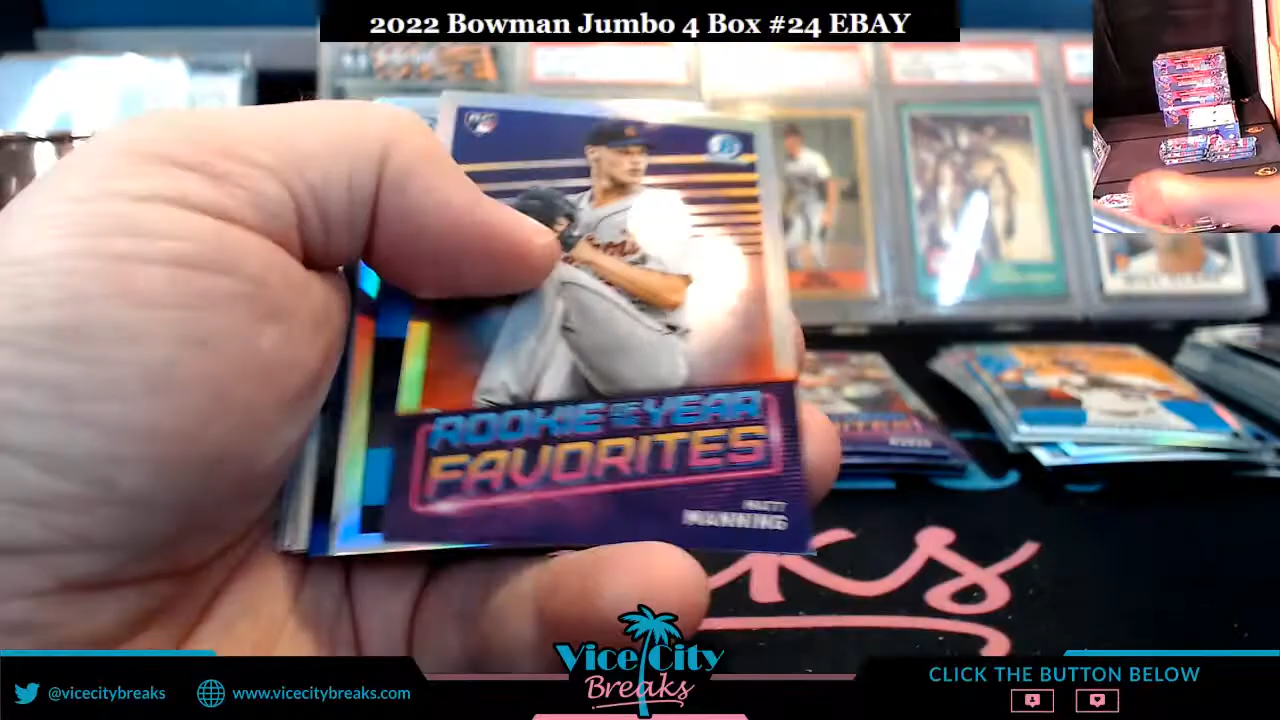 2022 Bowman Jumbo 4 Box #24 EBAY
RC
B
ROOKIE OF THE YEAR
FAVORITES
MATT
MANNING
Vice City
Breaks
@vicecitybreaks
www.vicecitybreaks.com
CLICK THE BUTTON BELOW